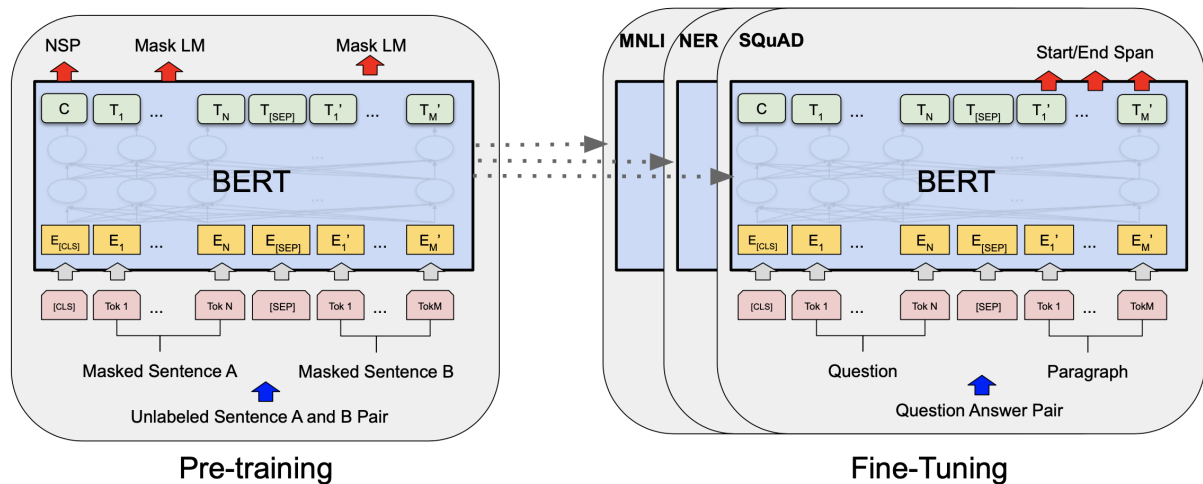 NSP Mask LM Mask LM
C T1 ... TN T[SEP] T1' ... TM'
...
BERT
...
E[CLS] E1 ... EN E[SEP] E1' ... EM'
[CLS] Tok 1 ... Tok N [SEP] Tok 1 ... TokM
Masked Sentence A Masked Sentence B
Unlabeled Sentence A and B Pair
Pre-training
MNLI NER SQuAD
Start/End Span
C T1 ... TN T[SEP] T1' ... TM'
...
BERT
...
E[CLS] E1 ... EN E[SEP] E1' ... EM'
[CLS] Tok 1 ... Tok N [SEP] Tok 1 ... TokM
Question Paragraph
Question Answer Pair
Fine-Tuning